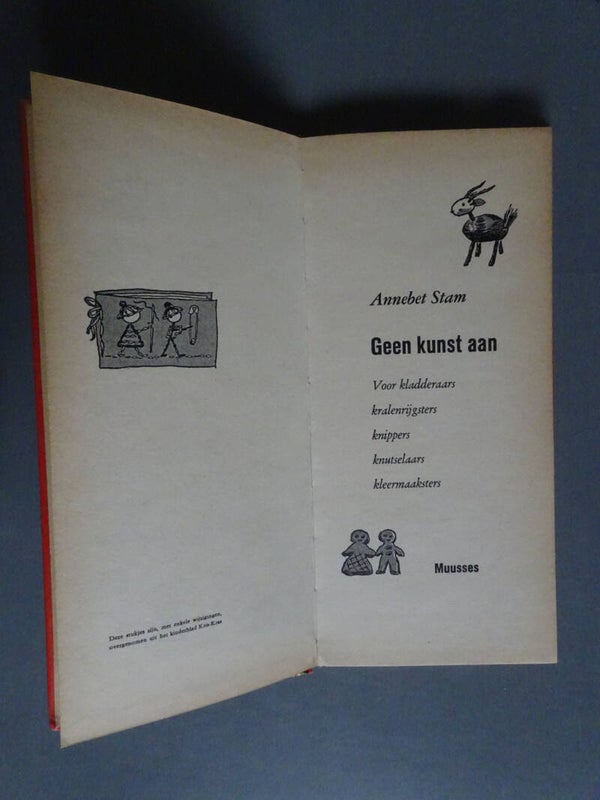 Deze stukjes zijn, met enkele wijzigingen,
overgenomen uit het kinderblad Kris-Kras
Annebet Stam
Geen kunst aan
Voor kladderaars
kralenrijgsters
knippers
knutselaars
kleermaaksters
Muusses